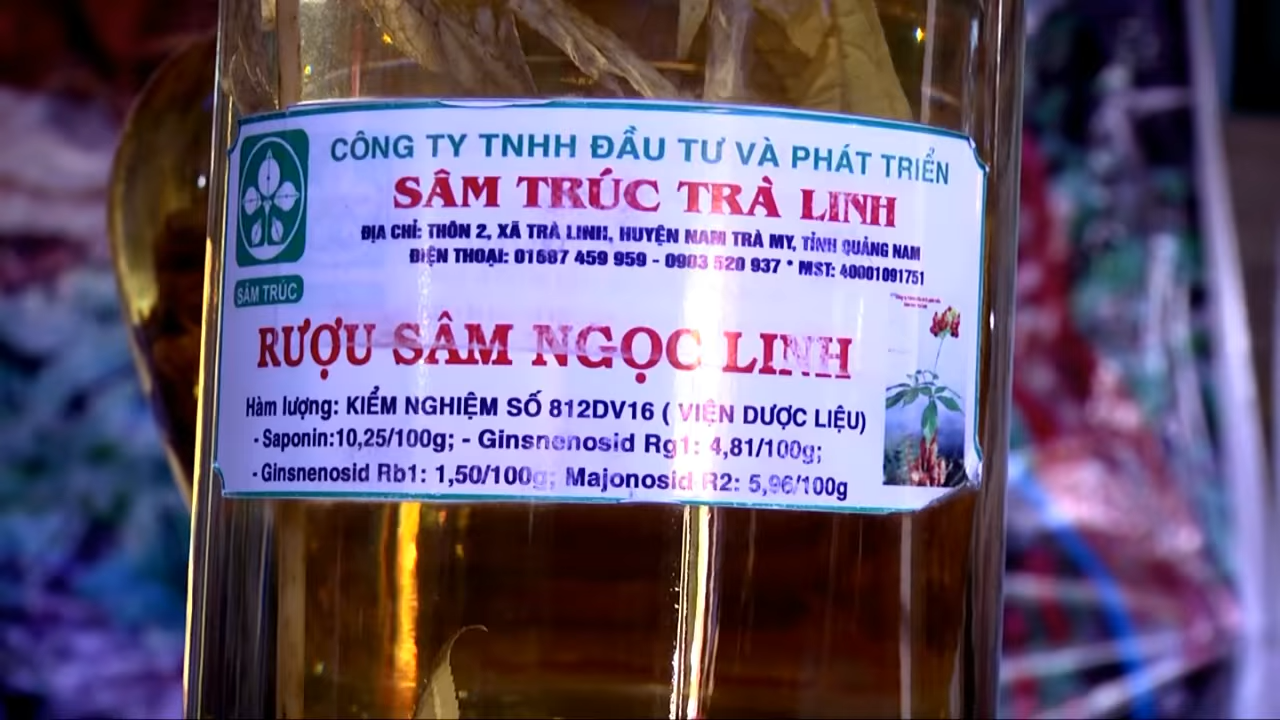 CÔNG TY TNHH ĐẦU TƯ VÀ PHÁT TRIỂN
SÂM TRÚC TRÀ LINH
ĐỊA CHỈ: THÔN 2, XÃ TRÀ LINH, HUYỆN NAM TRÀ MY, TỈNH QUẢNG NAM
ĐIỆN THOẠI: 01687 459 959 - 0903 520 937 * MST: 40001091751
SÂM TRÚC
RƯỢU SÂM NGỌC LINH
Hàm lượng: KIỂM NGHIỆM SỐ 812DV16 ( VIỆN DƯỢC LIỆU)
- Saponin:10,25/100g; - Ginsnenosid Rg1: 4,81/100g;
- Ginsnenosid Rb1: 1,50/100g; Majonosid R2: 5,96/100g